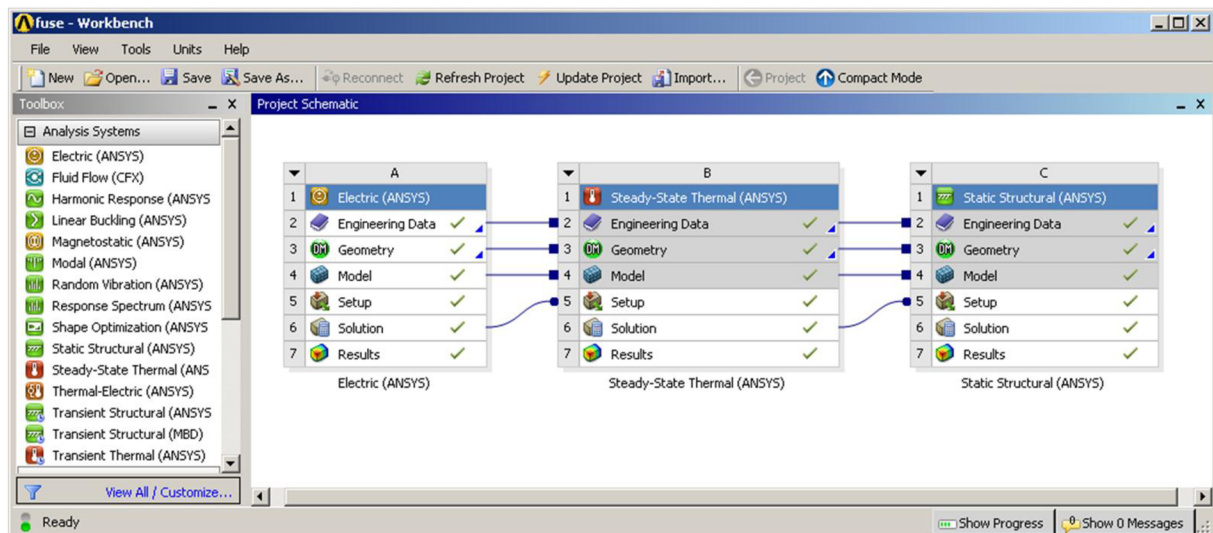 fuse - Workbench
File View Tools Units Help
New Open... Save Save As... Reconnect Refresh Project Update Project Import... Project Compact Mode
Toolbox
Analysis Systems
Electric (ANSYS)
Fluid Flow (CFX)
Harmonic Response (ANSYS
Linear Buckling (ANSYS)
Magnetostatic (ANSYS)
Modal (ANSYS)
Random Vibration (ANSYS)
Response Spectrum (ANSYS
Shape Optimization (ANSYS
Static Structural (ANSYS)
Steady-State Thermal (ANS
Thermal-Electric (ANSYS)
Transient Structural (ANSYS
Transient Structural (MBD)
Transient Thermal (ANSYS)
View All / Customize...
Project Schematic
A
1 Electric (ANSYS)
2 Engineering Data
3 Geometry
4 Model
5 Setup
6 Solution
7 Results
Electric (ANSYS)
B
1 Steady-State Thermal (ANSYS)
2 Engineering Data
3 Geometry
4 Model
5 Setup
6 Solution
7 Results
Steady-State Thermal (ANSYS)
C
1 Static Structural (ANSYS)
2 Engineering Data
3 Geometry
4 Model
5 Setup
6 Solution
7 Results
Static Structural (ANSYS)
Ready
Show Progress Show 0 Messages